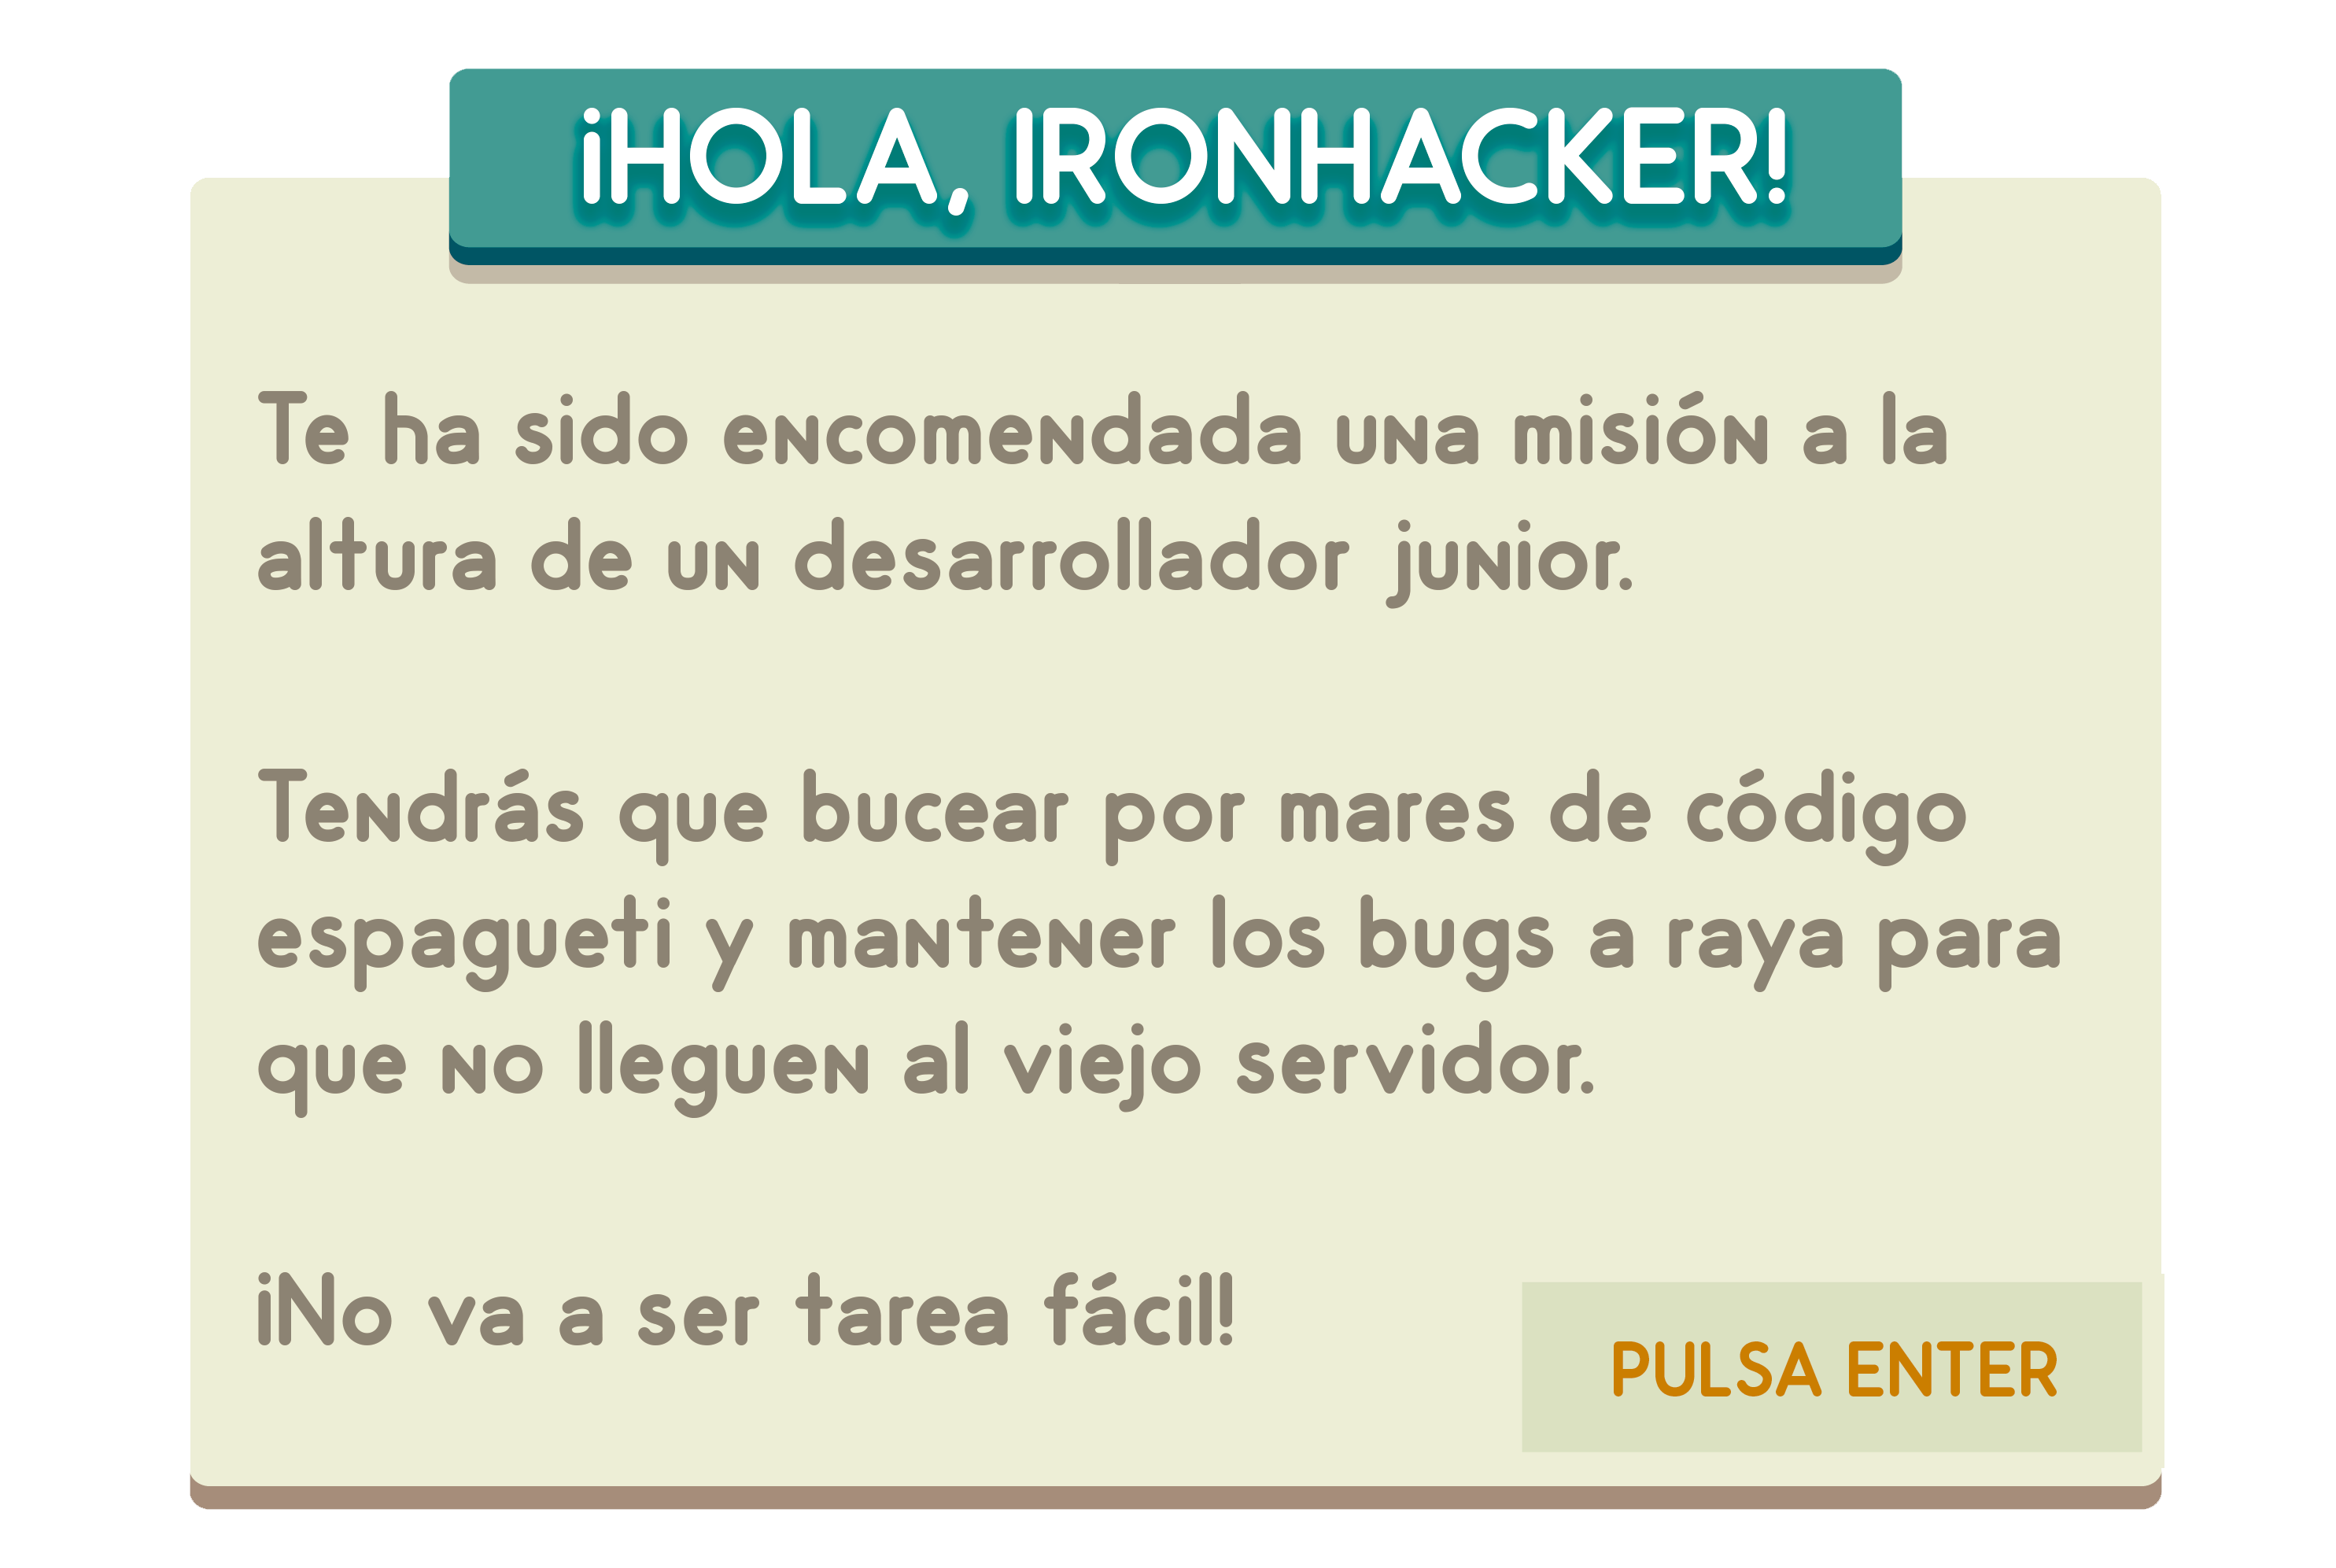 ¡HOLA, IRONHACKER!
Te ha sido encomendada una misión a la
altura de un desarrollador junior.
Tendrás que bucear por mares de código
espagueti y mantener los bugs a raya para
que no lleguen al viejo servidor.
¡No va a ser tarea fácil!
PULSA ENTER